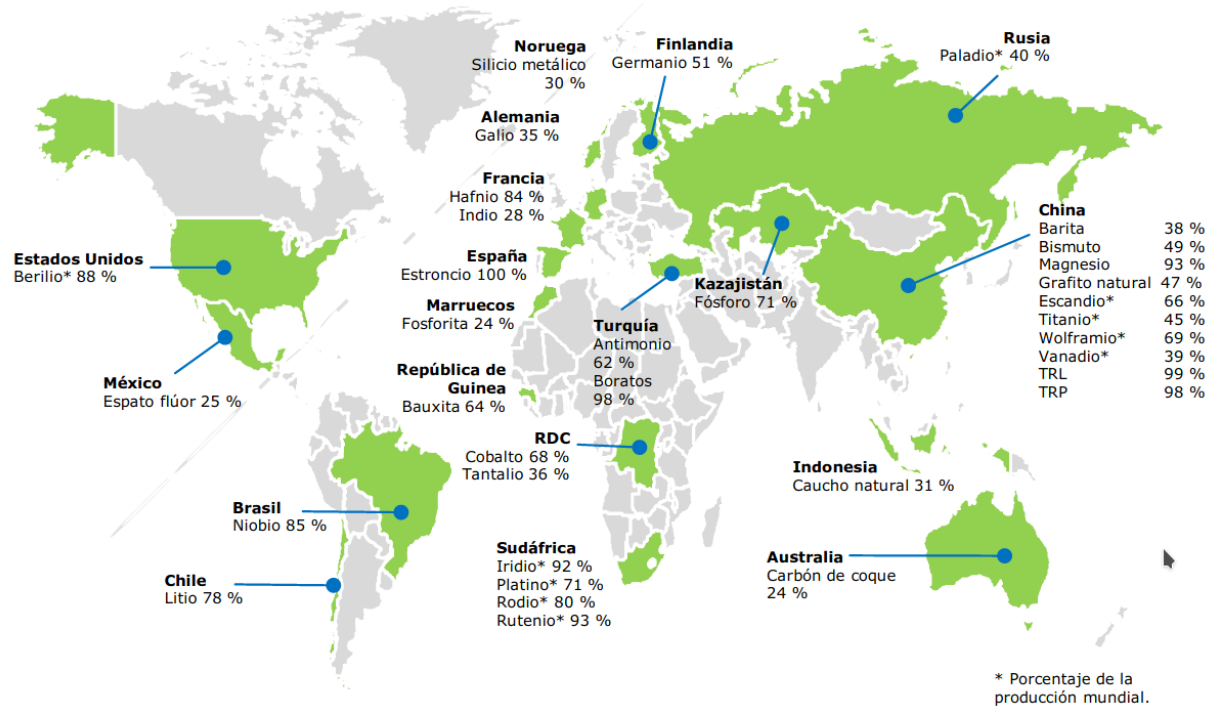 Noruega
Silicio metálico
30 %
Finlandia
Germanio 51 %
Rusia
Paladio* 40 %
Alemania
Galio 35 %
Francia
Hafnio 84 %
Indio 28 %
China
Barita 38 %
Bismuto 49 %
Magnesio 93 %
Grafito natural 47 %
Escandio* 66 %
Titanio* 45 %
Wolframio* 69 %
Vanadio* 39 %
TRL 99 %
TRP 98 %
Estados Unidos
Berilio* 88 %
España
Estroncio 100 %
Kazajistán
Fósforo 71 %
Marruecos
Fosforita 24 %
Turquía
Antimonio
62 %
Boratos
98 %
México
Espato flúor 25 %
República de
Guinea
Bauxita 64 %
RDC
Cobalto 68 %
Tantalio 36 %
Indonesia
Caucho natural 31 %
Brasil
Niobio 85 %
Sudáfrica
Iridio* 92 %
Platino* 71 %
Rodio* 80 %
Rutenio* 93 %
Australia
Carbón de coque
24 %
Chile
Litio 78 %
* Porcentaje de la
producción mundial.